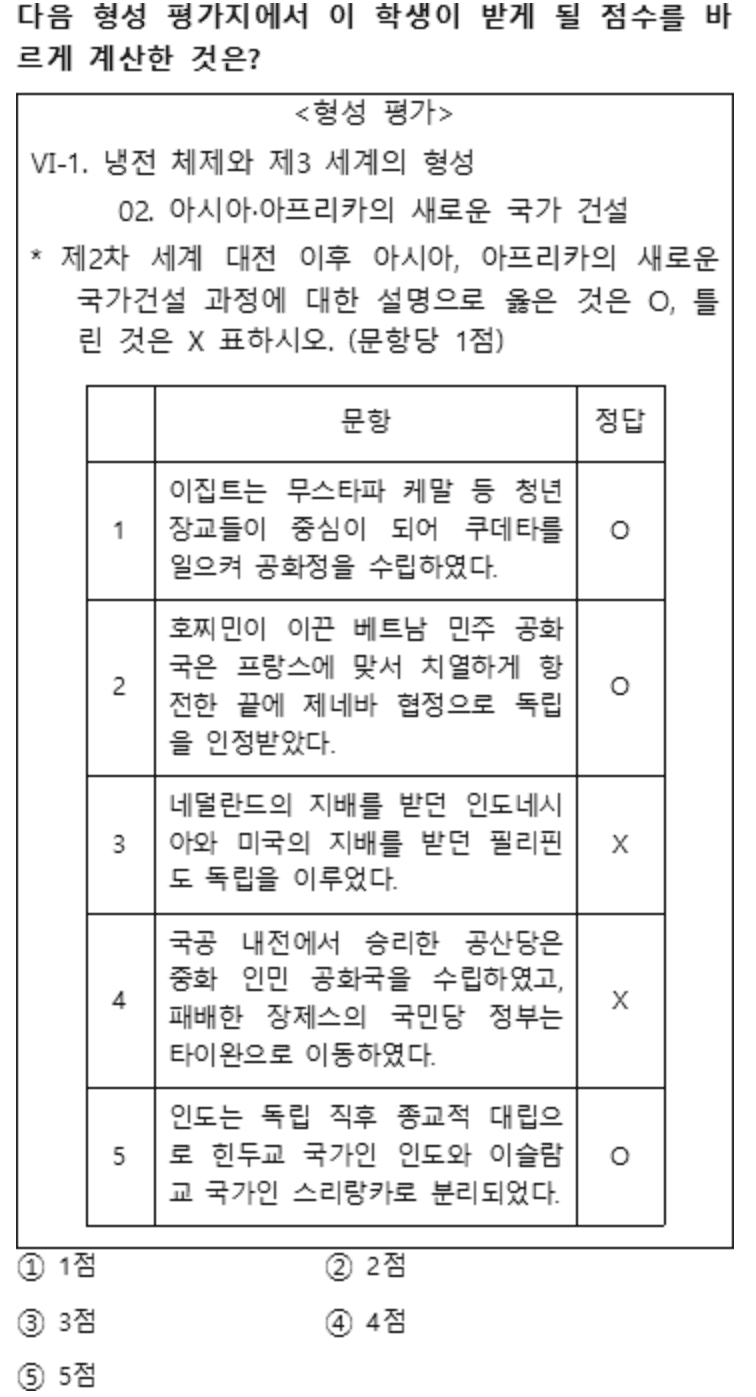 다음 형성 평가지에서 이 학생이 받게 될 점수를 바
르게 계산한 것은?
<형성 평가>
VI-1. 냉전 체제와 제3 세계의 형성
02. 아시아·아프리카의 새로운 국가 건설
* 제2차 세계 대전 이후 아시아, 아프리카의 새로운
국가건설 과정에 대한 설명으로 옳은 것은 O, 틀
린 것은 X 표하시오. (문항당 1점)
문항 정답
이집트는 무스타파 케말 등 청년
1 장교들이 중심이 되어 쿠데타를 O
일으켜 공화정을 수립하였다.
호찌민이 이끈 베트남 민주 공화
국은 프랑스에 맞서 치열하게 항
2 전한 끝에 제네바 협정으로 독립 O
을 인정받았다.
네덜란드의 지배를 받던 인도네시
3 아와 미국의 지배를 받던 필리핀 X
도 독립을 이루었다.
국공 내전에서 승리한 공산당은
중화 인민 공화국을 수립하였고,
4 패배한 장제스의 국민당 정부는 X
타이완으로 이동하였다.
인도는 독립 직후 종교적 대립으
5 로 힌두교 국가인 인도와 이슬람 O
교 국가인 스리랑카로 분리되었다.
① 1점 ② 2점
③ 3점 ④ 4점
⑤ 5점